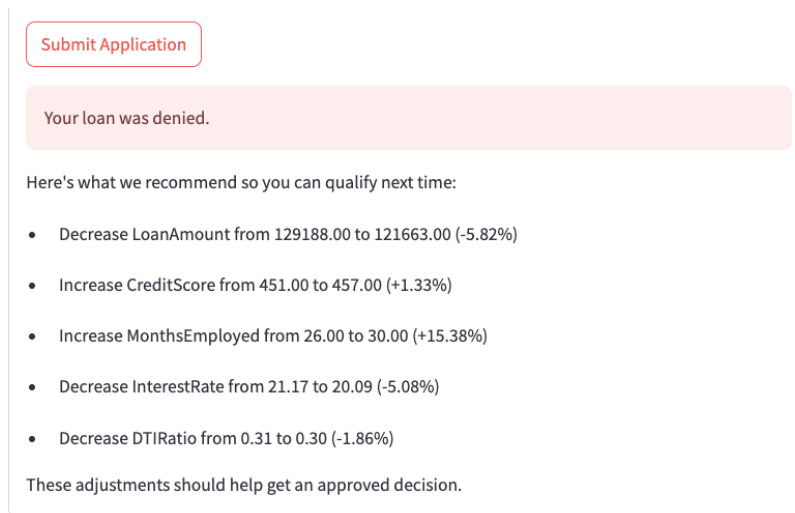 Submit Application
Your loan was denied.
Here's what we recommend so you can qualify next time:
• Decrease LoanAmount from 129188.00 to 121663.00 (-5.82%)
• Increase CreditScore from 451.00 to 457.00 (+1.33%)
• Increase MonthsEmployed from 26.00 to 30.00 (+15.38%)
• Decrease InterestRate from 21.17 to 20.09 (-5.08%)
• Decrease DTIRatio from 0.31 to 0.30 (-1.86%)
These adjustments should help get an approved decision.